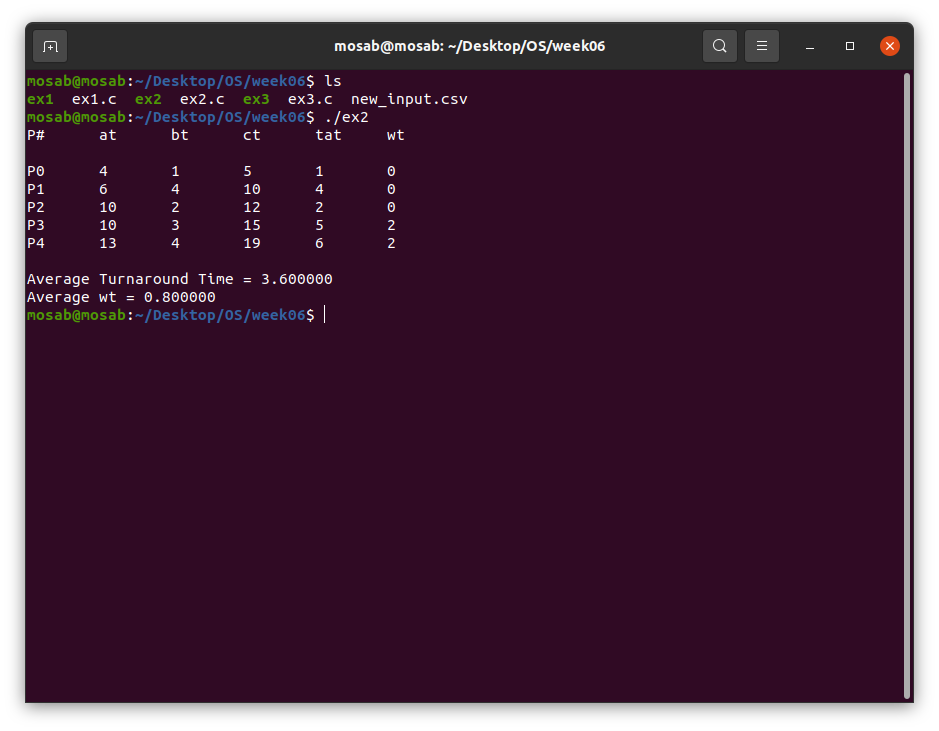 mosab@mosab: ~/Desktop/OS/week06
mosab@mosab:~/Desktop/OS/week06$ ls
ex1  ex1.c  ex2  ex2.c  ex3  ex3.c  new_input.csv
mosab@mosab:~/Desktop/OS/week06$ ./ex2
P#      at      bt      ct      tat     wt
P0      4       1       5       1       0
P1      6       4       10      4       0
P2      10      2       12      2       0
P3      10      3       15      5       2
P4      13      4       19      6       2
Average Turnaround Time = 3.600000
Average wt = 0.800000
mosab@mosab:~/Desktop/OS/week06$